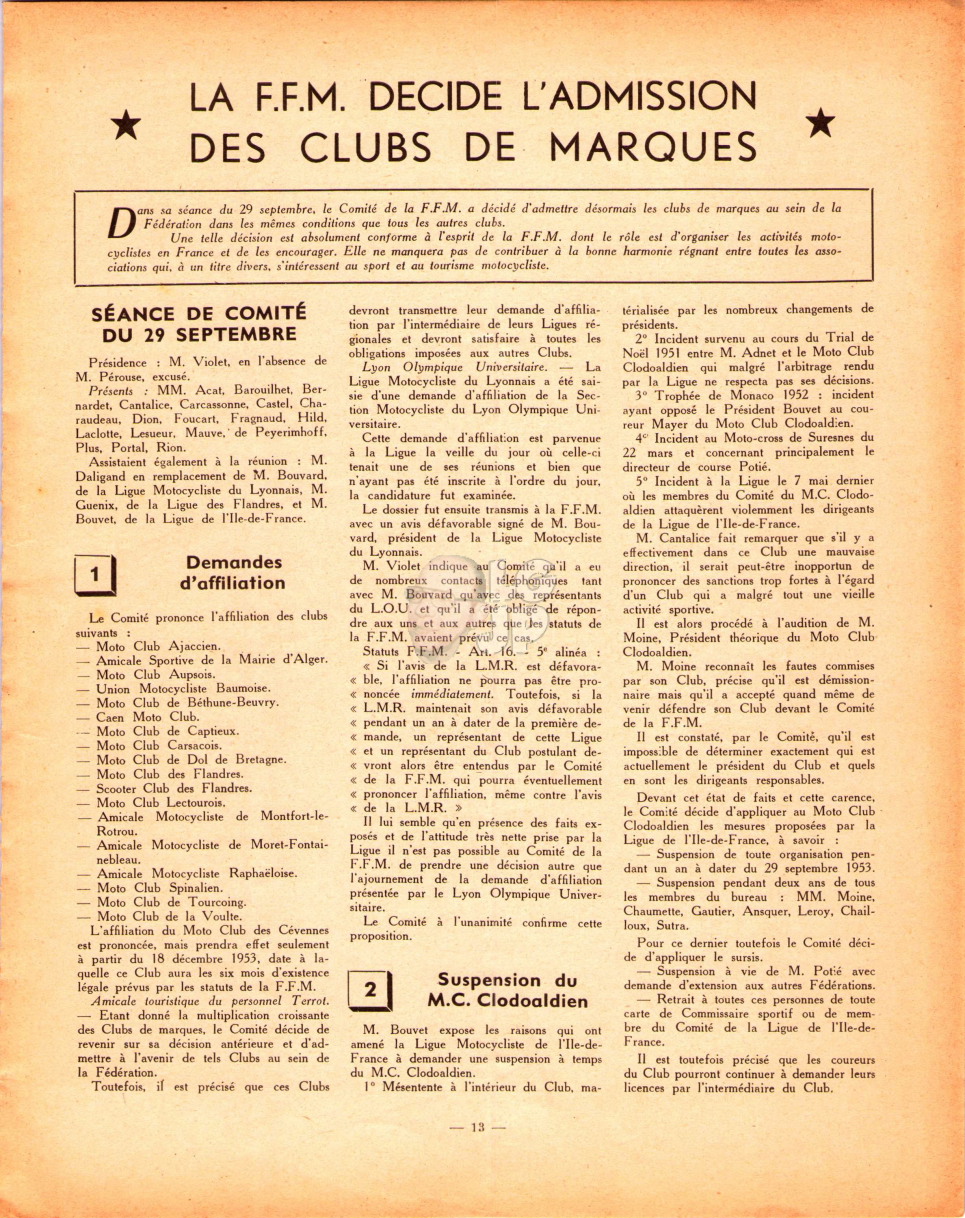 LA F.F.M. DECIDE L'ADMISSION
DES CLUBS DE MARQUES
Dans sa séance du 29 septembre, le Comité de la F.F.M. a décidé d'admettre désormais les clubs de marques au sein de la
Fédération dans les mêmes conditions que tous les autres clubs.
Une telle décision est absolument conforme à l'esprit de la F.F.M. dont le rôle est d'organiser les activités moto-
cyclistes en France et de les encourager. Elle ne manquera pas de contribuer à la bonne harmonie régnant entre toutes les asso-
ciations qui, à un titre divers, s'intéressent au sport et au tourisme motocycliste.
SÉANCE DE COMITÉ
DU 29 SEPTEMBRE
Présidence : M. Violet, en l'absence de
M. Pérouse, excusé.
Présents : MM. Acat, Barouilhet, Ber-
nardet, Cantalice, Carcassonne, Castel, Cha-
raudeau, Dion, Foucart, Fragnaud, Hild,
Laclotte, Lesueur, Mauve, de Peyerimhoff,
Plus, Portal, Rion.
Assistaient également à la réunion : M.
Daligand en remplacement de M. Bouvard,
de la Ligue Motocycliste du Lyonnais, M.
Guenix, de la Ligue des Flandres, et M.
Bouvet, de la Ligue de l'Ile-de-France.
1
Demandes
d'affiliation
Le Comité prononce l'affiliation des clubs
suivants :
— Moto Club Ajaccien.
— Amicale Sportive de la Mairie d'Alger.
— Moto Club Aupsois.
— Union Motocycliste Baumoise.
— Moto Club de Béthune-Beuvry.
— Caen Moto Club.
— Moto Club de Captieux.
— Moto Club Carsacois.
— Moto Club de Dol de Bretagne.
— Moto Club des Flandres.
— Scooter Club des Flandres.
— Moto Club Lectourois.
— Amicale Motocycliste de Montfort-le-
Rotrou.
— Amicale Motocycliste de Moret-Fontai-
nebleau.
— Amicale Motocycliste Raphaëloise.
— Moto Club Spinalien.
— Moto Club de Tourcoing.
— Moto Club de la Voulte.
L'affiliation du Moto Club des Cévennes
est prononcée, mais prendra effet seulement
à partir du 18 décembre 1953, date à la-
quelle ce Club aura les six mois d'existence
légale prévus par les statuts de la F.F.M.
Amicale touristique du personnel Terrot.
— Etant donné la multiplication croissante
des Clubs de marques, le Comité décide de
revenir sur sa décision antérieure et d'ad-
mettre à l'avenir de tels Clubs au sein de
la Fédération.
Toutefois, il est précisé que ces Clubs
devront transmettre leur demande d'affilia-
tion par l'intermédiaire de leurs Ligues ré-
gionales et devront satisfaire à toutes les
obligations imposées aux autres Clubs.
Lyon Olympique Universitaire. — La
Ligue Motocycliste du Lyonnais a été sai-
sie d'une demande d'affiliation de la Sec-
tion Motocycliste du Lyon Olympique Uni-
versitaire.
Cette demande d'affiliation est parvenue
à la Ligue la veille du jour où celle-ci
tenait une de ses réunions et bien que
n'ayant pas été inscrite à l'ordre du jour,
la candidature fut examinée.
Le dossier fut ensuite transmis à la F.F.M.
avec un avis défavorable signé de M. Bou-
vard, président de la Ligue Motocycliste
du Lyonnais.
M. Violet indique au Comité qu'il a eu
de nombreux contacts téléphoniques tant
avec M. Bouvard qu'avec des représentants
du L.O.U. et qu'il a été obligé de répon-
dre aux uns et aux autres que les statuts de
la F.F.M. avaient prévu ce cas.
Statuts F.F.M. - Art. 16. - 5e alinéa :
« Si l'avis de la L.M.R. est défavora-
« ble, l'affiliation ne pourra pas être pro-
« noncée immédiatement. Toutefois, si la
« L.M.R. maintenait son avis défavorable
« pendant un an à dater de la première de-
« mande, un représentant de cette Ligue
« et un représentant du Club postulant de-
« vront alors être entendus par le Comité
« de la F.F.M. qui pourra éventuellement
« prononcer l'affiliation, même contre l'avis
« de la L.M.R. »
Il lui semble qu'en présence des faits ex-
posés et de l'attitude très nette prise par la
Ligue il n'est pas possible au Comité de la
F.F.M. de prendre une décision autre que
l'ajournement de la demande d'affiliation
présentée par le Lyon Olympique Univer-
sitaire.
Le Comité à l'unanimité confirme cette
proposition.
2
Suspension du
M.C. Clodoaldien
M. Bouvet expose les raisons qui ont
amené la Ligue Motocycliste de l'Ile-de-
France à demander une suspension à temps
du M.C. Clodoaldien.
1° Mésentente à l'intérieur du Club, ma-
térialisée par les nombreux changements de
présidents.
2° Incident survenu au cours du Trial de
Noël 1951 entre M. Adnet et le Moto Club
Clodoaldien qui malgré l'arbitrage rendu
par la Ligue ne respecta pas ses décisions.
3° Trophée de Monaco 1952 : incident
ayant opposé le Président Bouvet au cou-
reur Mayer du Moto Club Clodoaldien.
4° Incident au Moto-cross de Suresnes du
22 mars et concernant principalement le
directeur de course Potié.
5° Incident à la Ligue le 7 mai dernier
où les membres du Comité du M.C. Clodo-
aldien attaquèrent violemment les dirigeants
de la Ligue de l'Ile-de-France.
M. Cantalice fait remarquer que s'il y a
effectivement dans ce Club une mauvaise
direction, il serait peut-être inopportun de
prononcer des sanctions trop fortes à l'égard
d'un Club qui a malgré tout une vieille
activité sportive.
Il est alors procédé à l'audition de M.
Moine, Président théorique du Moto Club
Clodoaldien.
M. Moine reconnaît les fautes commises
par son Club, précise qu'il est démission-
naire mais qu'il a accepté quand même de
venir défendre son Club devant le Comité
de la F.F.M.
Il est constaté, par le Comité, qu'il est
impossible de déterminer exactement qui est
actuellement le président du Club et quels
en sont les dirigeants responsables.
Devant cet état de faits et cette carence,
le Comité décide d'appliquer au Moto Club
Clodoaldien les mesures proposées par la
Ligue de l'Ile-de-France, à savoir :
— Suspension de toute organisation pen-
dant un an à dater du 29 septembre 1953.
— Suspension pendant deux ans de tous
les membres du bureau : MM. Moine,
Chaumette, Gautier, Ansquer, Leroy, Chail-
loux, Sutra.
Pour ce dernier toutefois le Comité déci-
de d'appliquer le sursis.
— Suspension à vie de M. Potié avec
demande d'extension aux autres Fédérations.
— Retrait à toutes ces personnes de toute
carte de Commissaire sportif ou de mem-
bre du Comité de la Ligue de l'Ile-de-
France.
Il est toutefois précisé que les coureurs
du Club pourront continuer à demander leurs
licences par l'intermédiaire du Club.
— 13 —